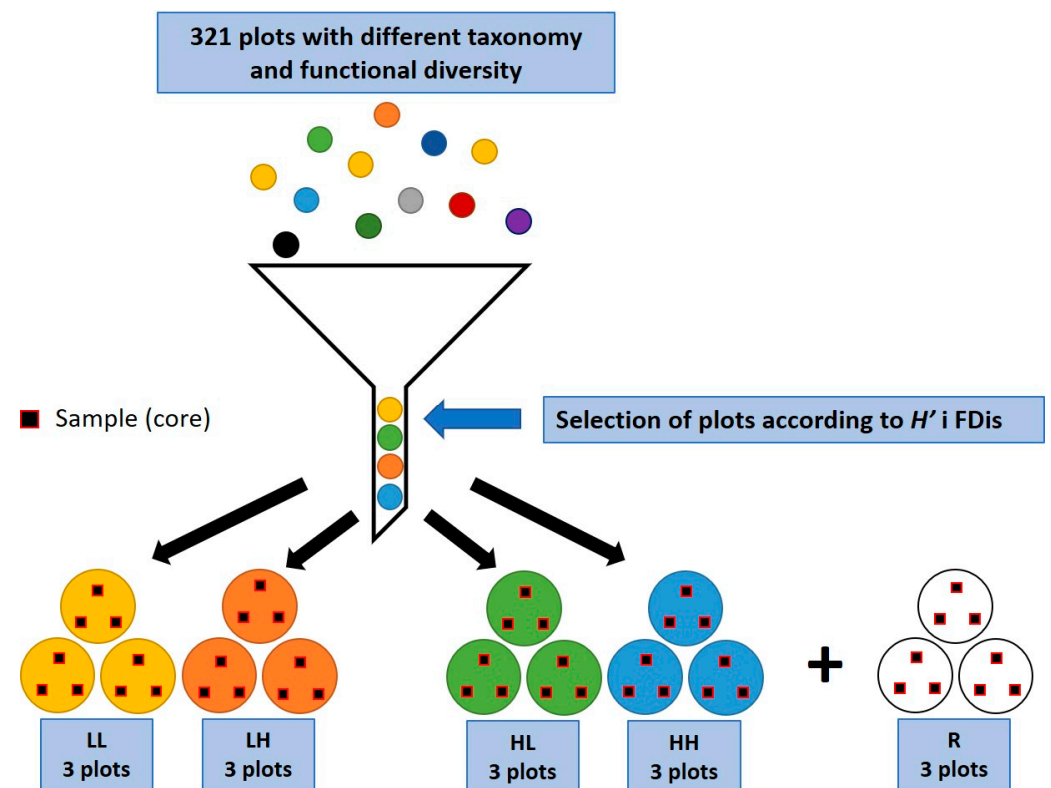 321 plots with different taxonomy
and functional diversity
Sample (core)
Selection of plots according to H' i FDis
LL
3 plots
LH
3 plots
HL
3 plots
HH
3 plots
+
R
3 plots